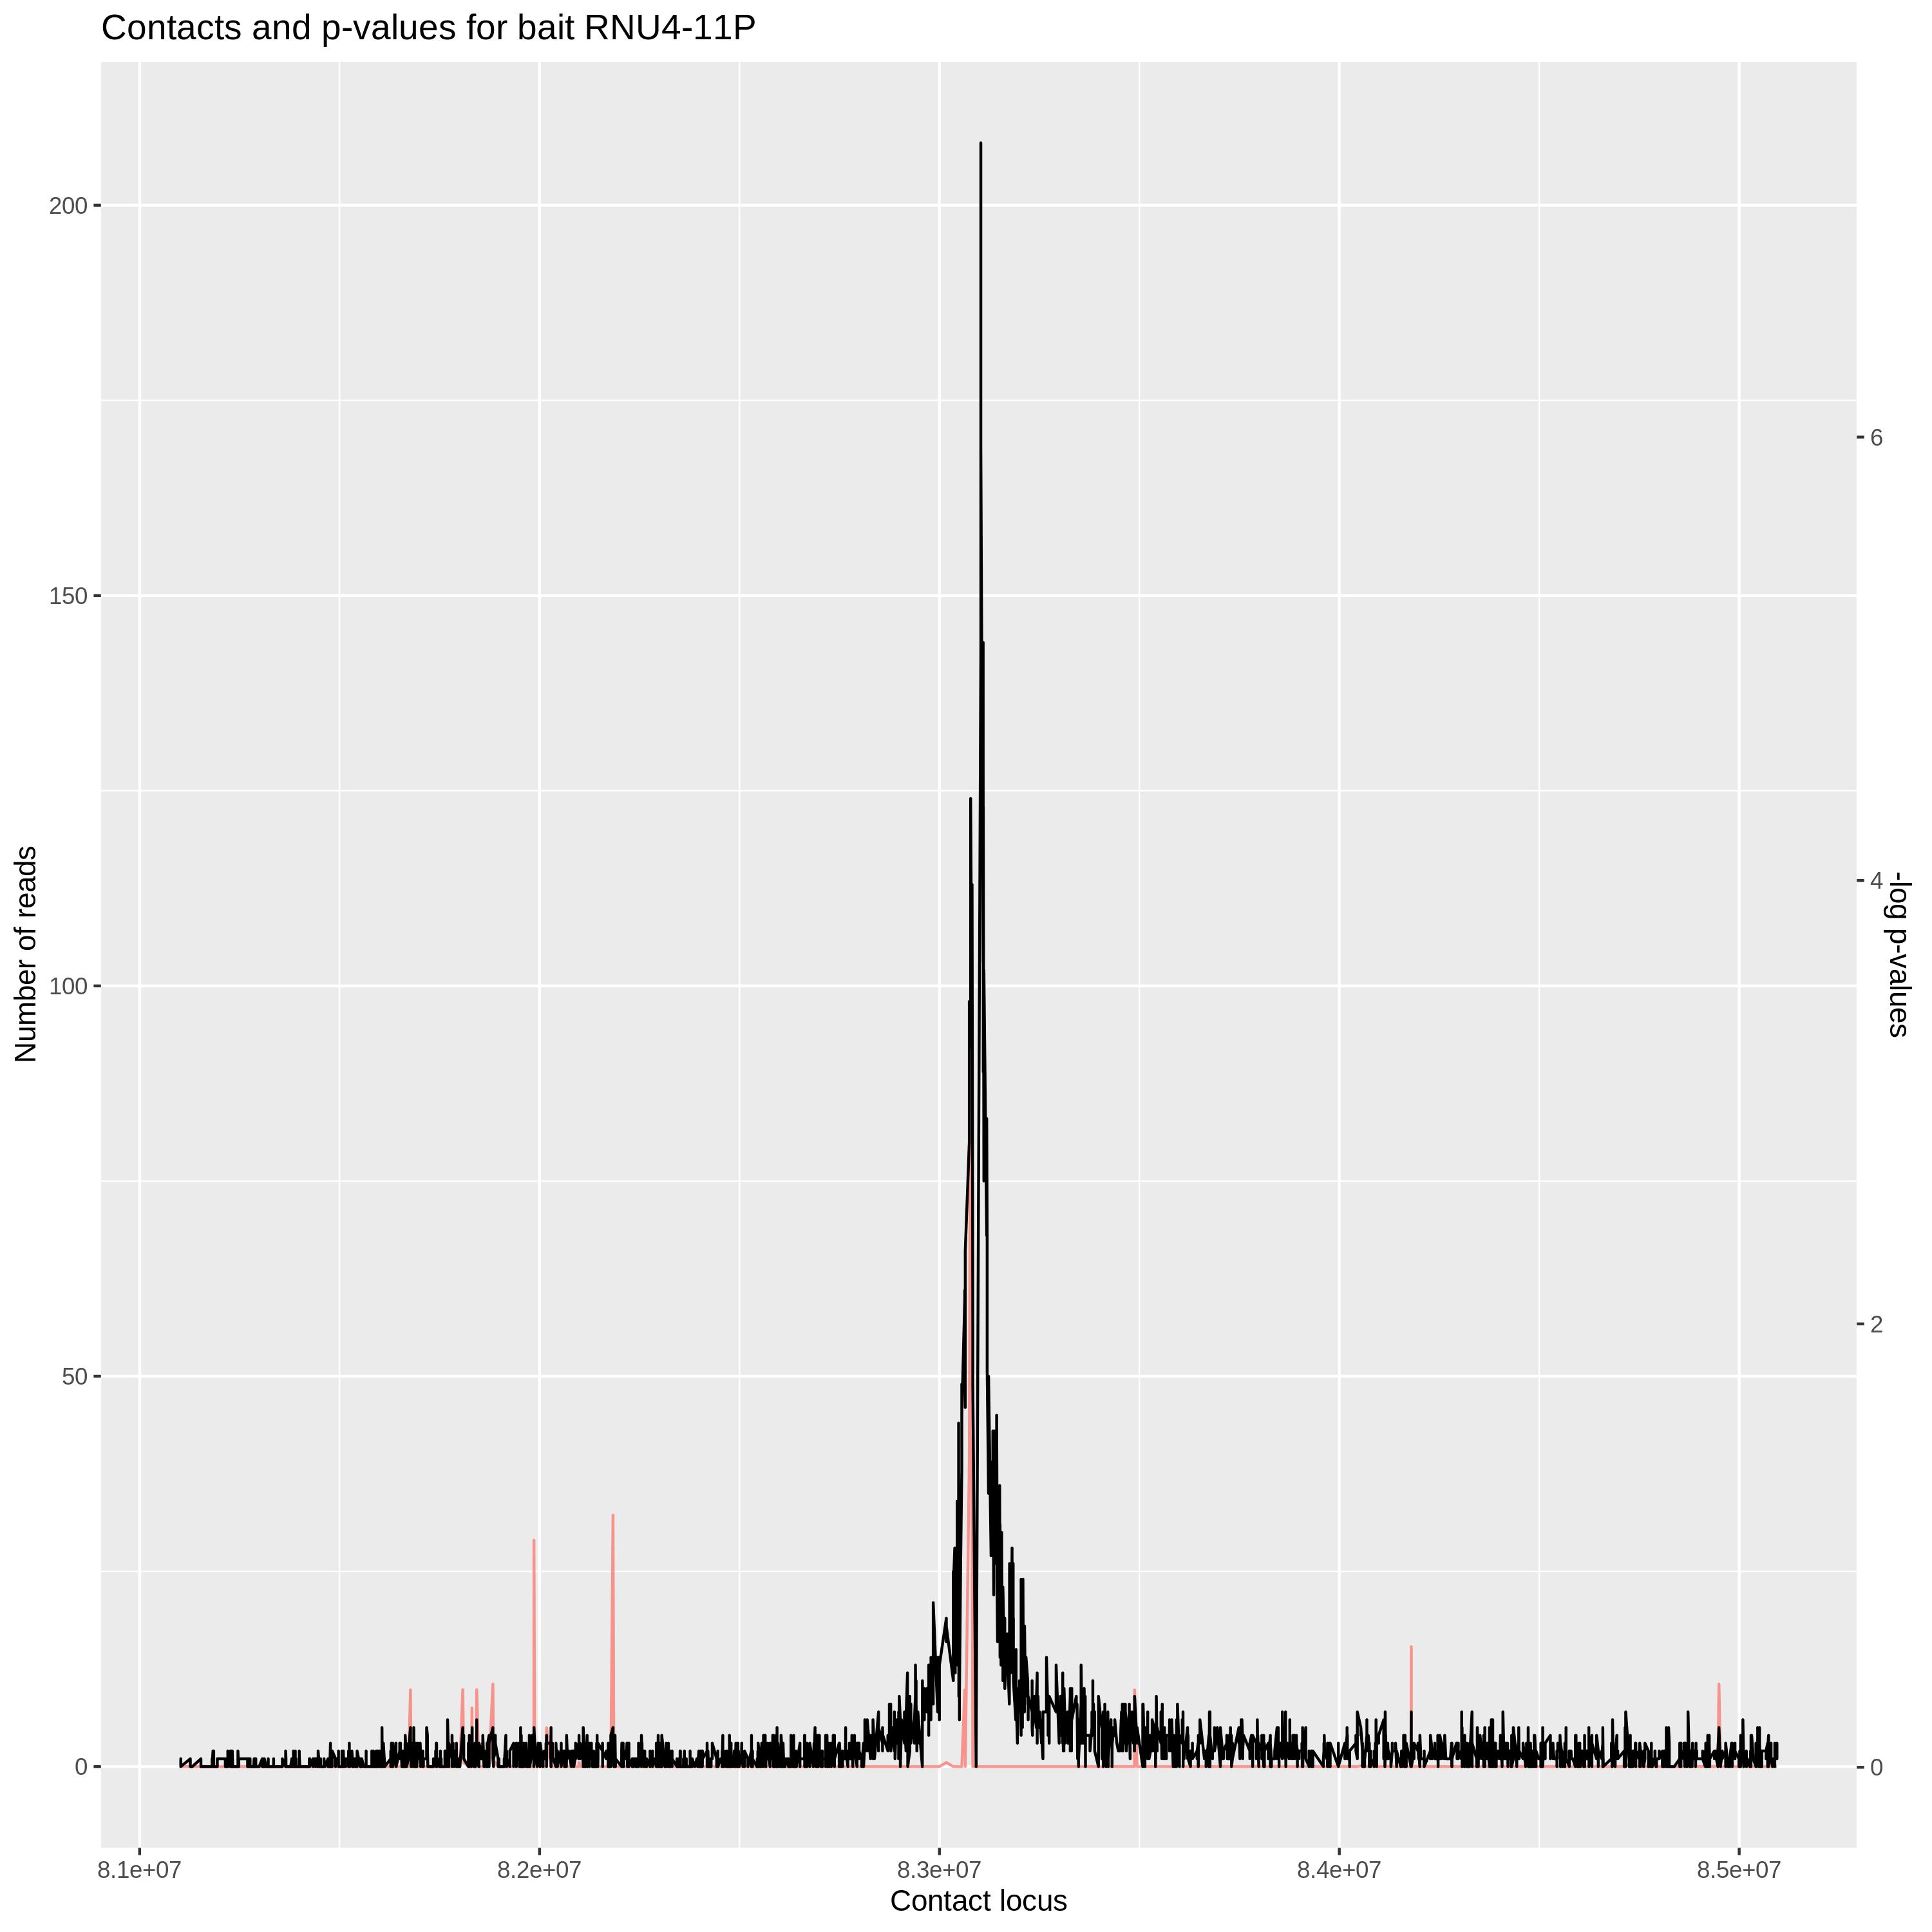 Contacts and p-values for bait RNU4-11P
200
150
100
50
0
Number of reads
6
4
2
0
-log p-values
8.1e+07 8.2e+07 8.3e+07 8.4e+07 8.5e+07
Contact locus